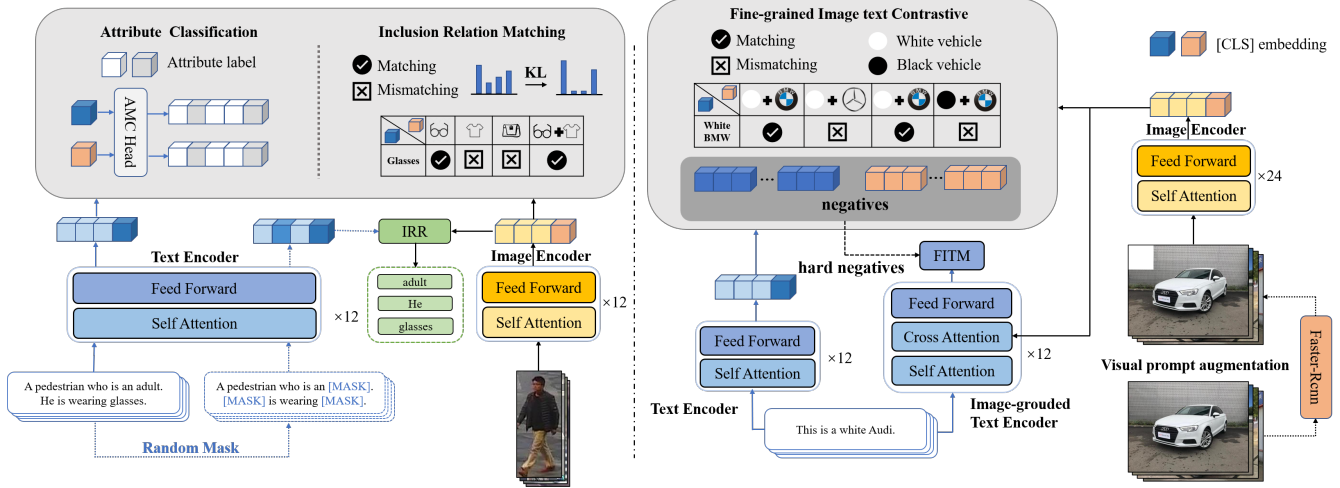 Attribute Classification
Attribute label
AMC Head
Inclusion Relation Matching
Matching
Mismatching
KL
Glasses
Text Encoder
Feed Forward
Self Attention
×12
IRR
adult
He
glasses
Image Encoder
Feed Forward
Self Attention
×12
A pedestrian who is an adult.
He is wearing glasses.
A pedestrian who is an [MASK].
[MASK] is wearing [MASK].
Random Mask
Fine-grained Image text Contrastive
Matching
Mismatching
White vehicle
Black vehicle
White
BMW
negatives
hard negatives
FITM
Feed Forward
Self Attention
×12
Text Encoder
Feed Forward
Cross Attention
Self Attention
×12
Image-grouded
Text Encoder
This is a white Audi.
[CLS] embedding
Image Encoder
Feed Forward
Self Attention
×24
Visual prompt augmentation
Faster-Rcnn